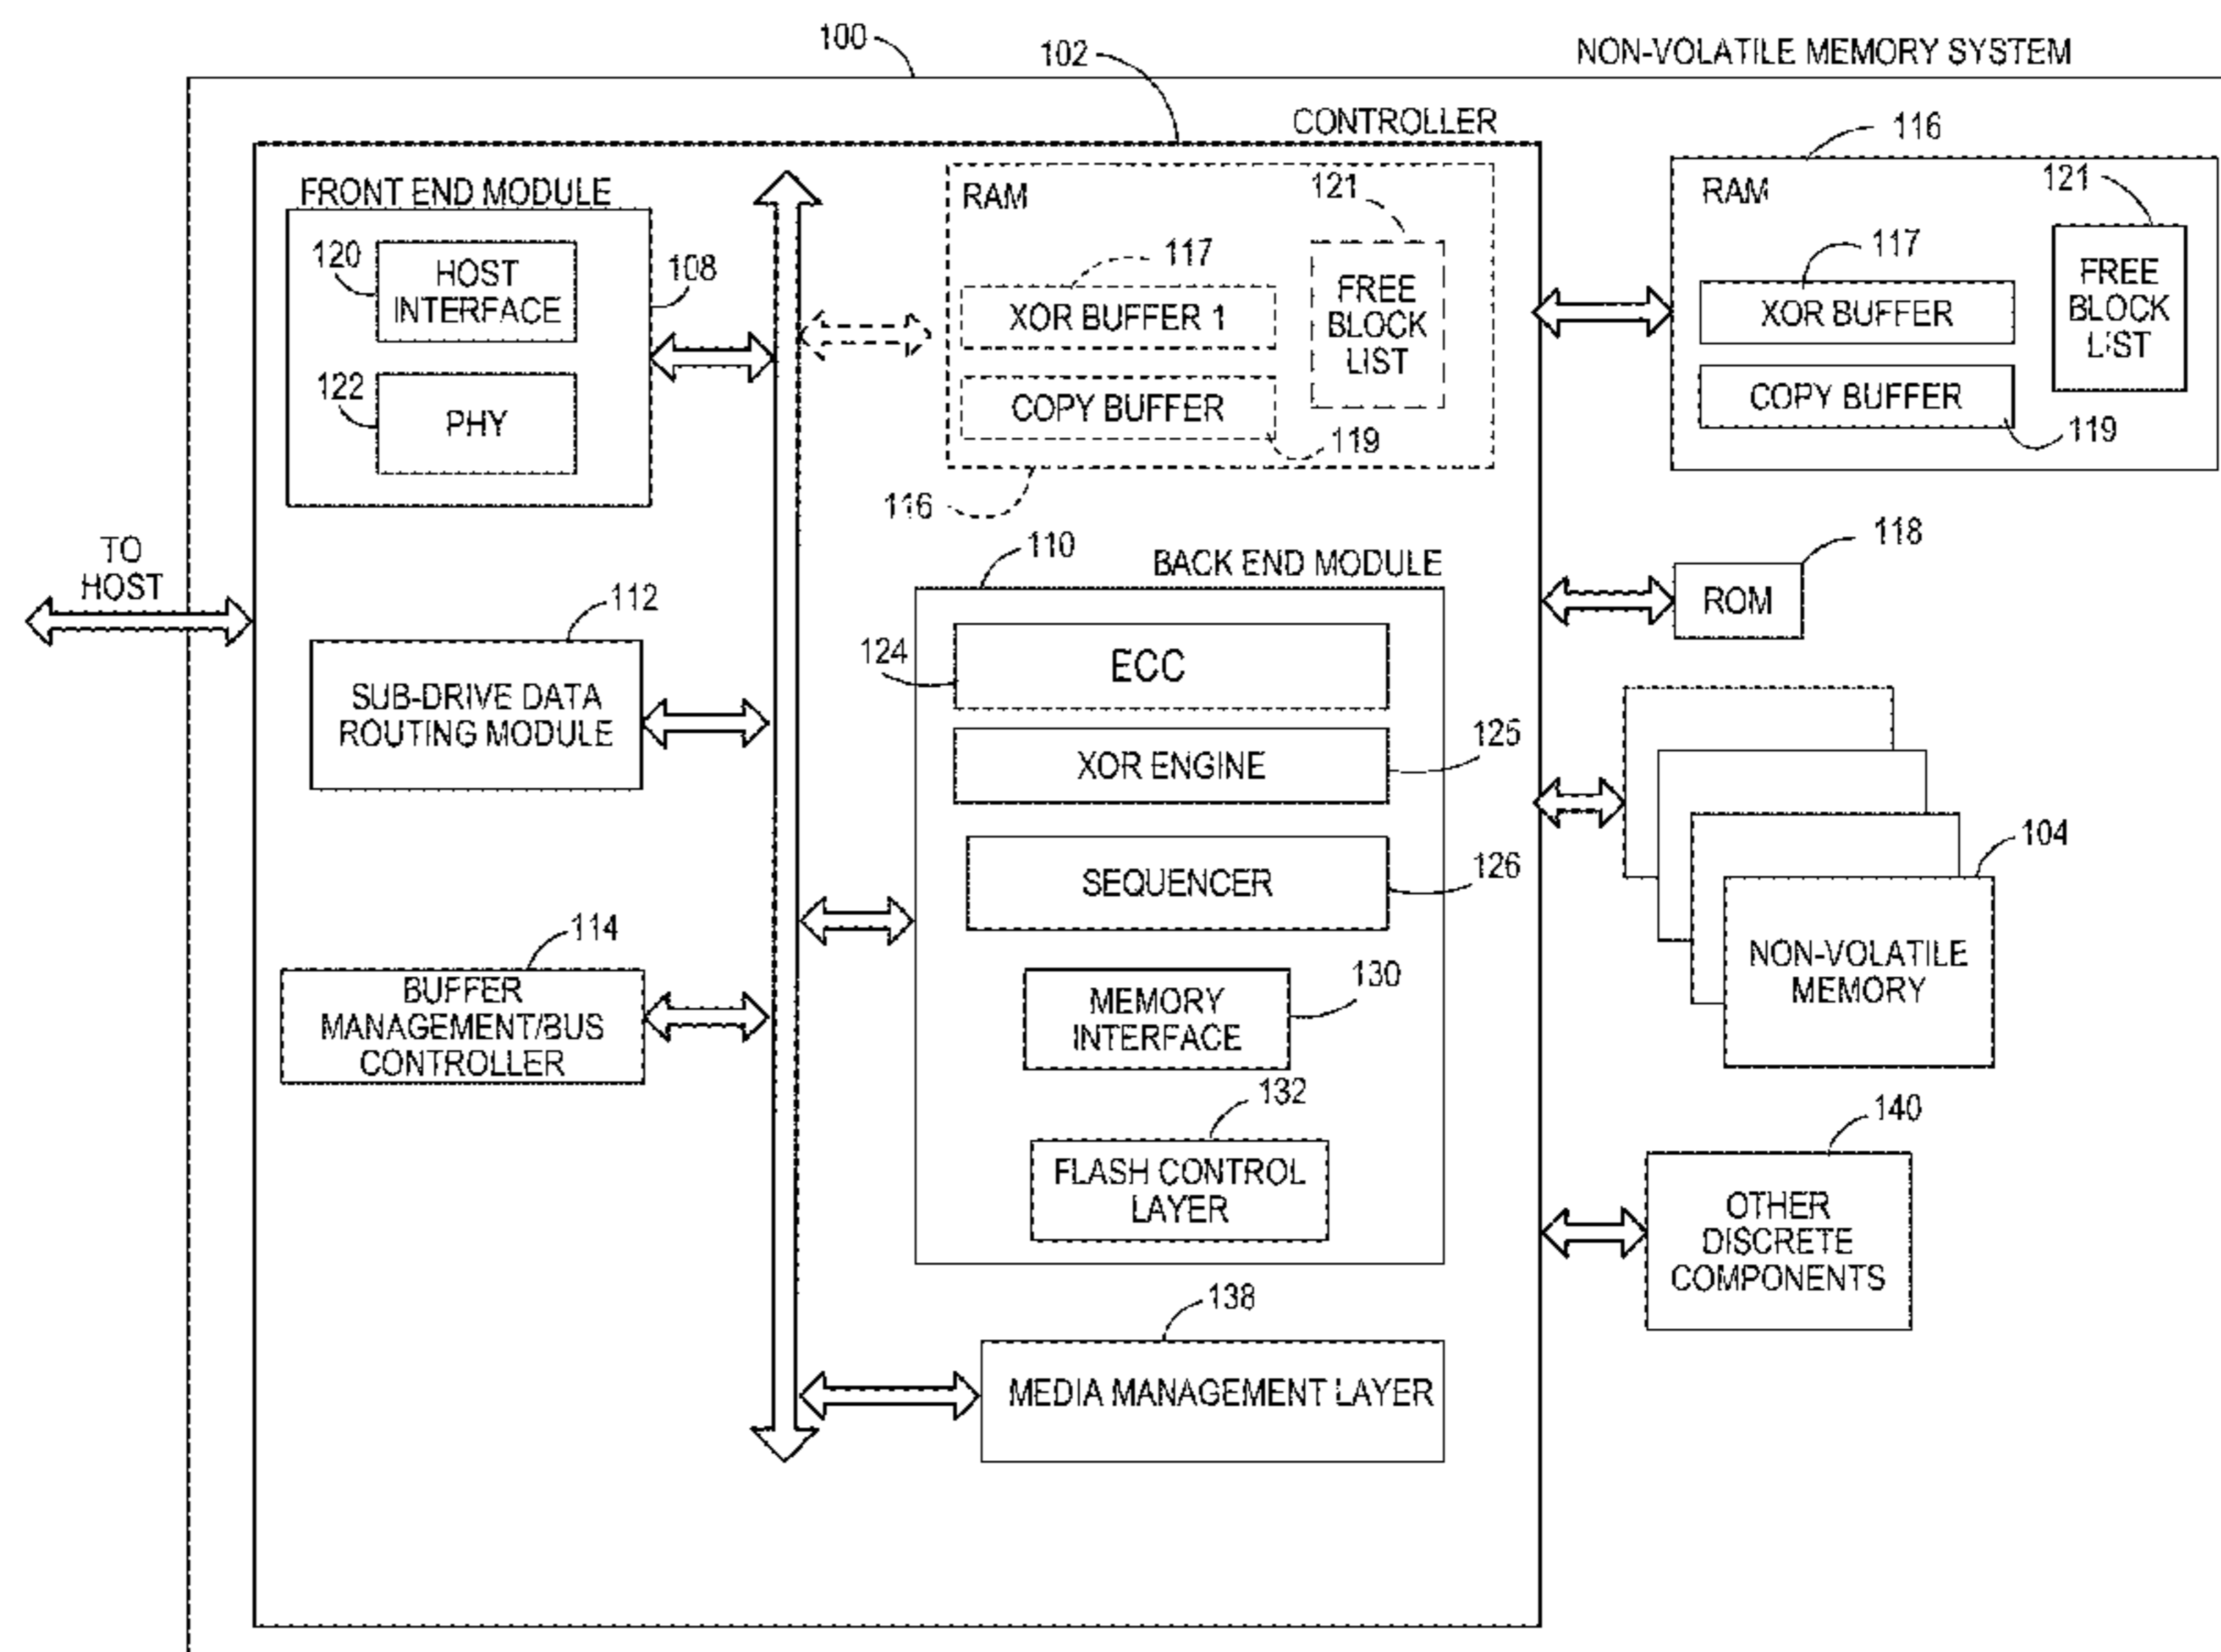 100
102
NON-VOLATILE MEMORY SYSTEM
CONTROLLER
FRONT END MODULE
120
HOST
INTERFACE
108
122
PHY
RAM
121
117
XOR BUFFER 1
FREE
BLOCK
LIST
COPY BUFFER
119
116
116
RAM
121
117
XOR BUFFER
FREE
BLOCK
LIST
COPY BUFFER
119
TO
HOST
112
SUB-DRIVE DATA
ROUTING MODULE
114
BUFFER
MANAGEMENT/BUS
CONTROLLER
110
BACK END MODULE
124
ECC
XOR ENGINE
125
SEQUENCER
126
MEMORY
INTERFACE
130
132
FLASH CONTROL
LAYER
138
MEDIA MANAGEMENT LAYER
118
ROM
104
NON-VOLATILE
MEMORY
140
OTHER
DISCRETE
COMPONENTS